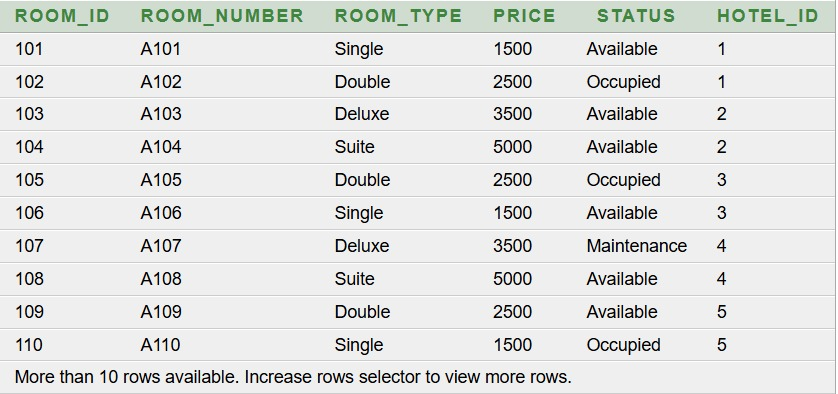 ROOM_ID ROOM_NUMBER ROOM_TYPE PRICE STATUS HOTEL_ID
101 A101 Single 1500 Available 1
102 A102 Double 2500 Occupied 1
103 A103 Deluxe 3500 Available 2
104 A104 Suite 5000 Available 2
105 A105 Double 2500 Occupied 3
106 A106 Single 1500 Available 3
107 A107 Deluxe 3500 Maintenance 4
108 A108 Suite 5000 Available 4
109 A109 Double 2500 Available 5
110 A110 Single 1500 Occupied 5
More than 10 rows available. Increase rows selector to view more rows.